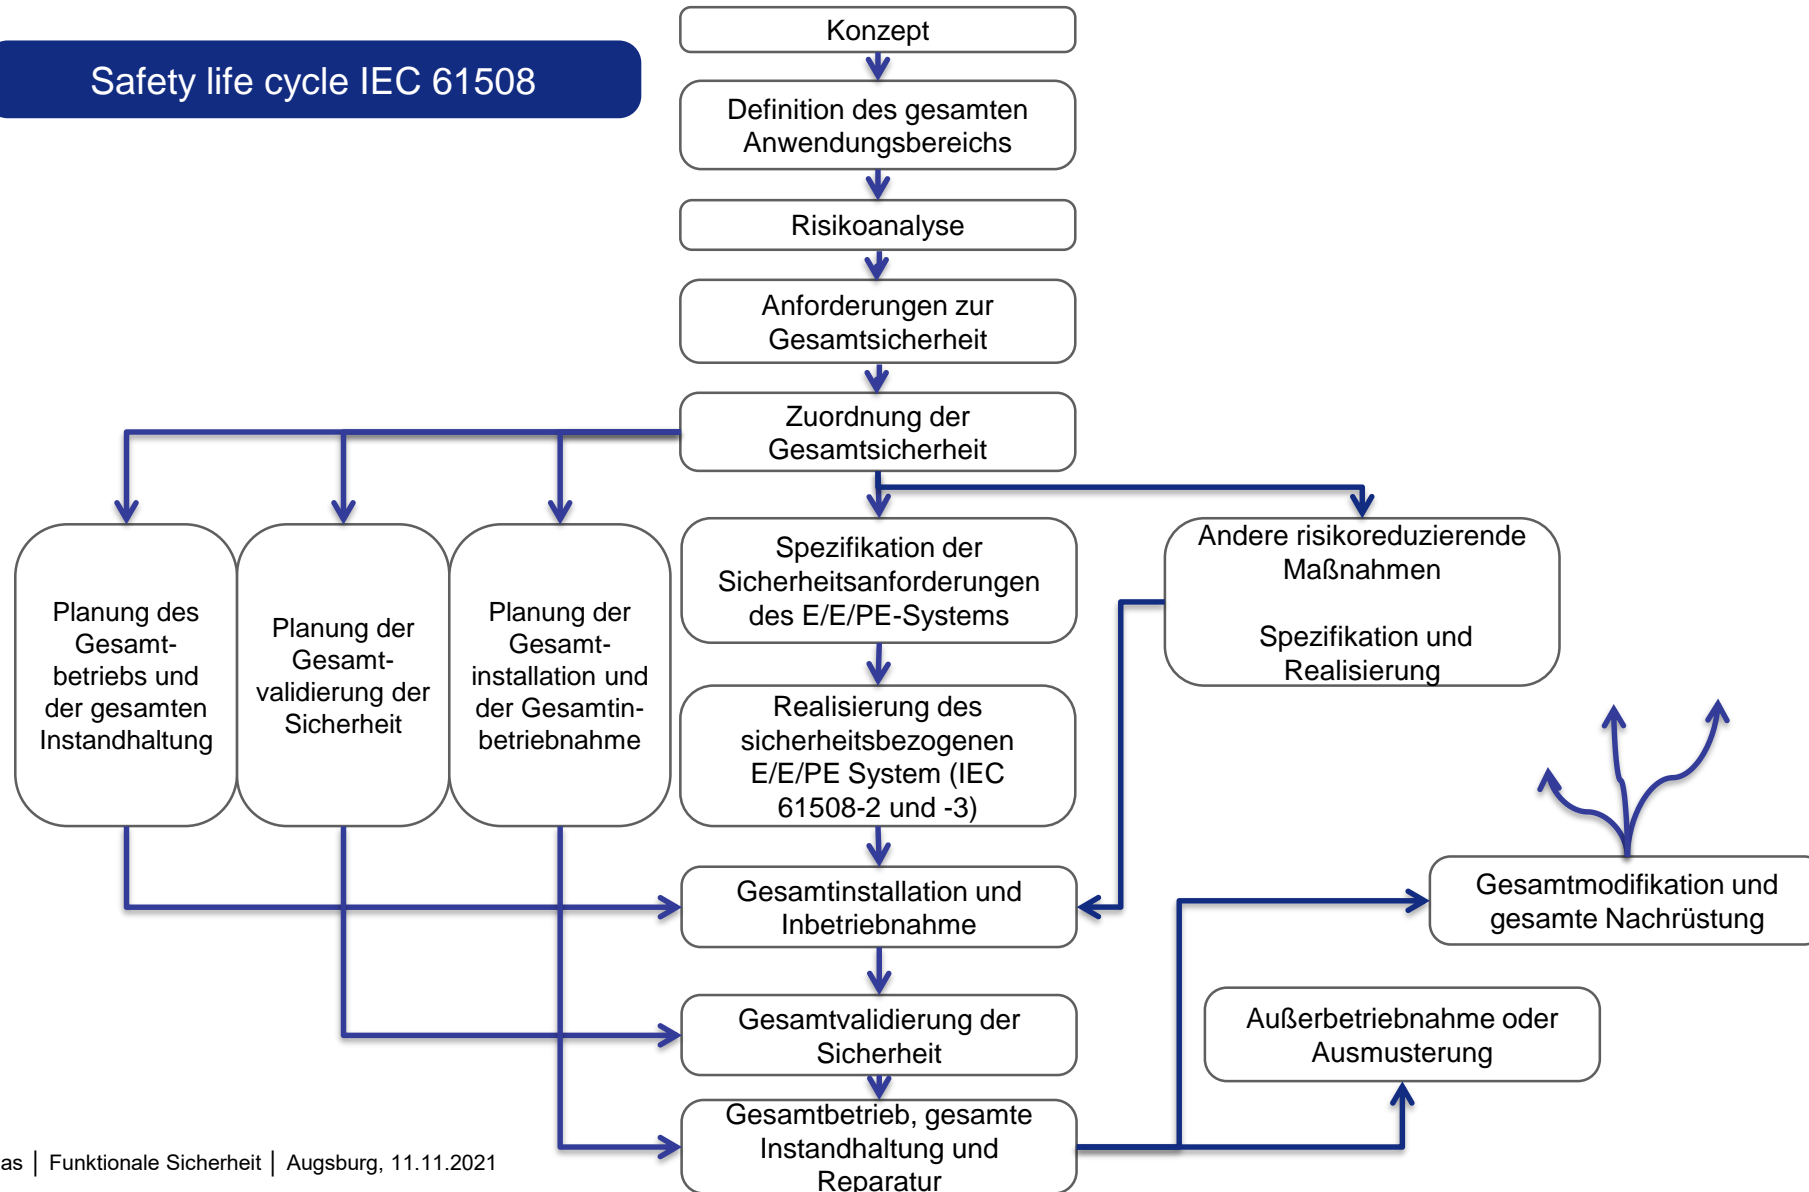 Konzept
Safety life cycle IEC 61508
Definition des gesamten
Anwendungsbereichs
Risikoanalyse
Anforderungen zur
Gesamtsicherheit
Zuordnung der
Gesamtsicherheit
Planung des
Gesamt-
betriebs und
der gesamten
Instandhaltung
Planung der
Gesamt-
validierung der
Sicherheit
Planung der
Gesamt-
installation und
der Gesamtin-
betriebnahme
Spezifikation der
Sicherheitsanforderungen
des E/E/PE-Systems
Andere risikoreduzierende
Maßnahmen
Spezifikation und
Realisierung
Realisierung des
sicherheitsbezogenen
E/E/PE System (IEC
61508-2 und -3)
Gesamtinstallation und
Inbetriebnahme
Gesamtmodifikation und
gesamte Nachrüstung
Gesamtvalidierung der
Sicherheit
Außerbetriebnahme oder
Ausmusterung
Gesamtbetrieb, gesamte
Instandhaltung und
Reparatur
as | Funktionale Sicherheit | Augsburg, 11.11.2021